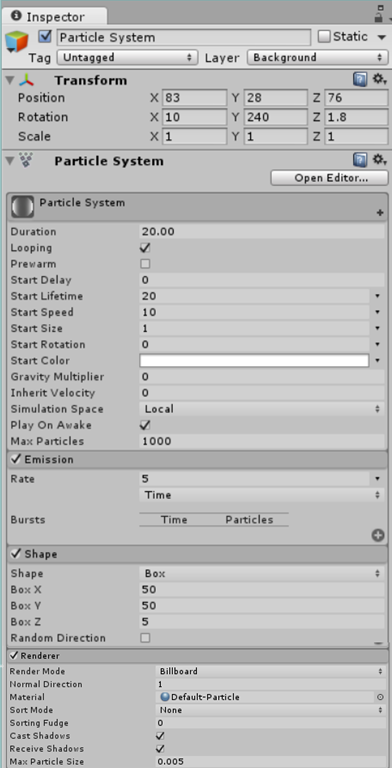 Inspector
Particle System Static
Tag Untagged Layer Background
Transform
Position X 83 Y 28 Z 76
Rotation X 10 Y 240 Z 1.8
Scale X 1 Y 1 Z 1
Particle System
Open Editor...
Particle System
Duration 20.00
Looping
Prewarm
Start Delay 0
Start Lifetime 20
Start Speed 10
Start Size 1
Start Rotation 0
Start Color
Gravity Multiplier 0
Inherit Velocity 0
Simulation Space Local
Play On Awake
Max Particles 1000
Emission
Rate 5
Time
Bursts Time Particles
Shape
Shape Box
Box X 50
Box Y 50
Box Z 5
Random Direction
Renderer
Render Mode Billboard
Normal Direction 1
Material Default-Particle
Sort Mode None
Sorting Fudge 0
Cast Shadows
Receive Shadows
Max Particle Size 0.005